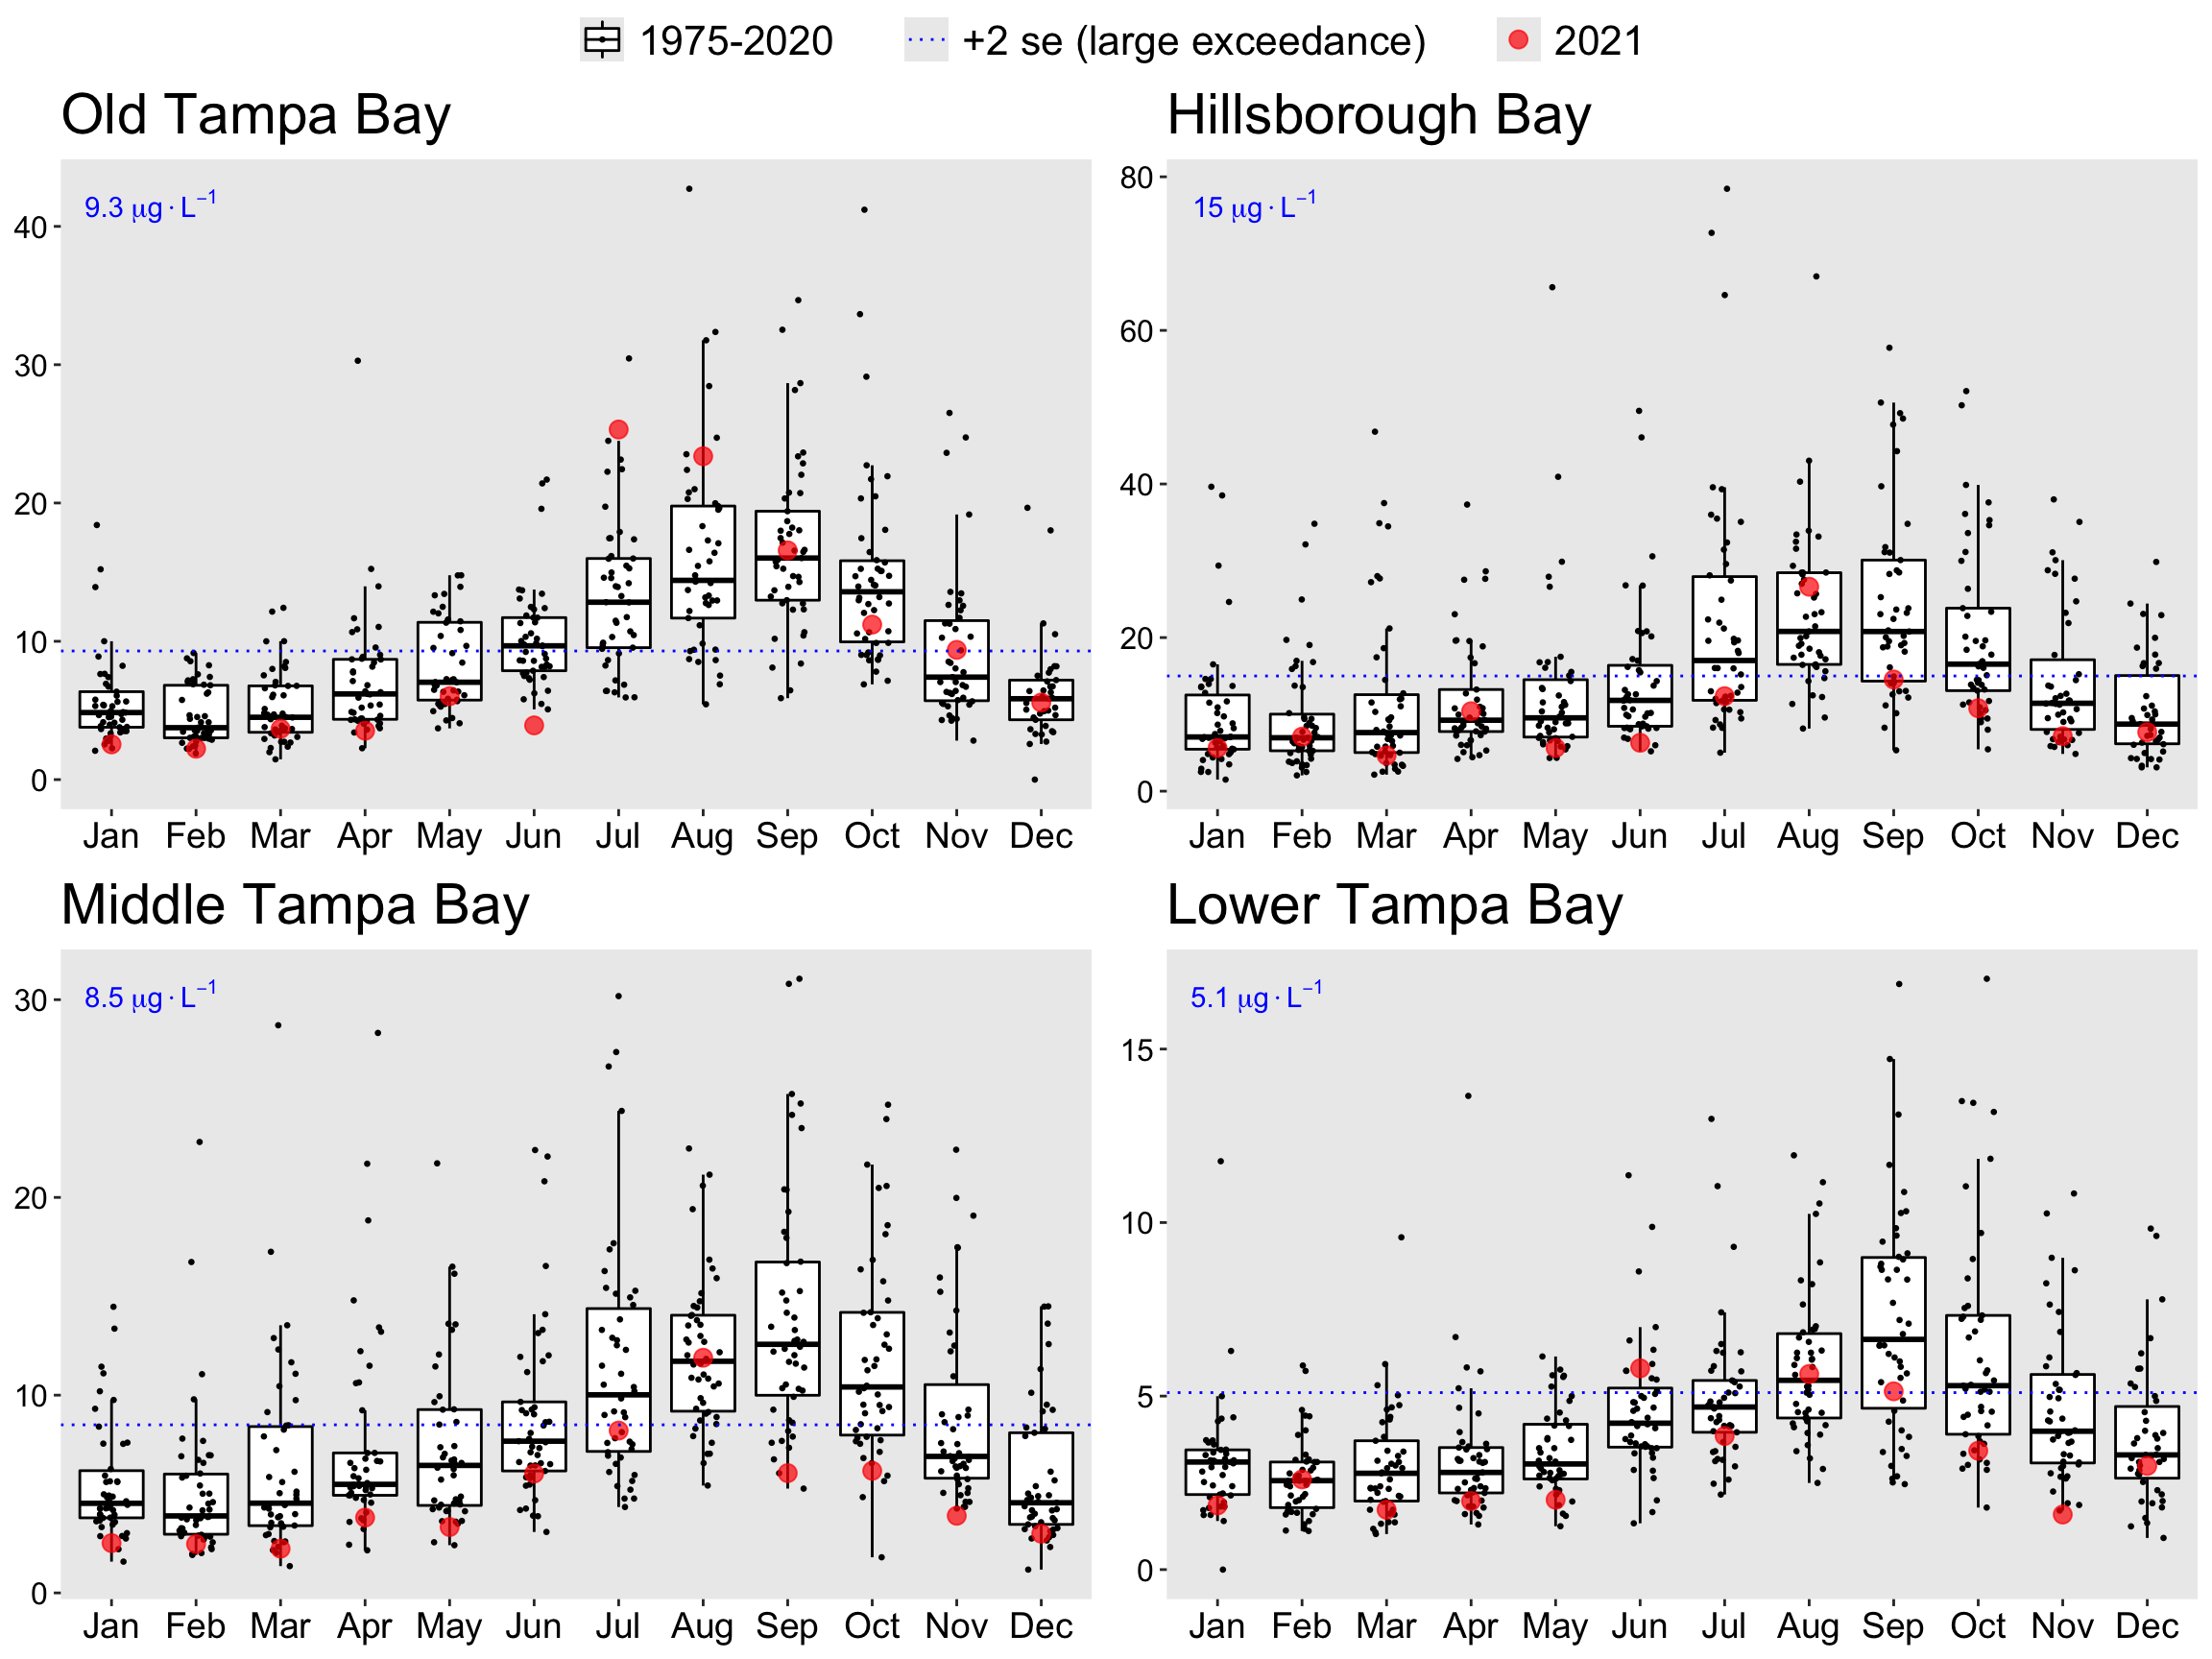 1975-2020 +2 se (large exceedance) 2021
Old Tampa Bay
9.3 μg·L⁻¹
40
30
20
10
0
Jan Feb Mar Apr May Jun Jul Aug Sep Oct Nov Dec
Hillsborough Bay
15 μg·L⁻¹
80
60
40
20
0
Jan Feb Mar Apr May Jun Jul Aug Sep Oct Nov Dec
Middle Tampa Bay
8.5 μg·L⁻¹
30
20
10
0
Jan Feb Mar Apr May Jun Jul Aug Sep Oct Nov Dec
Lower Tampa Bay
5.1 μg·L⁻¹
15
10
5
0
Jan Feb Mar Apr May Jun Jul Aug Sep Oct Nov Dec